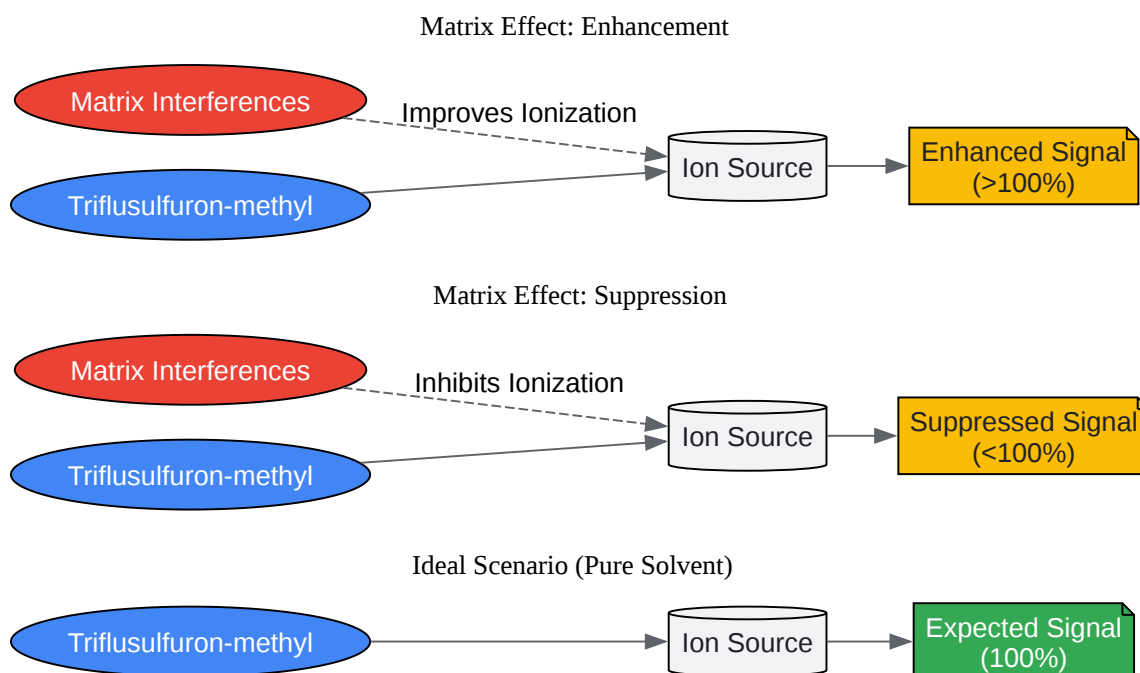 Matrix Effect: Enhancement
Matrix Interferences
Improves Ionization
Triflusulfuron-methyl
Ion Source
Enhanced Signal
(>100%)
Matrix Effect: Suppression
Matrix Interferences
Inhibits Ionization
Triflusulfuron-methyl
Ion Source
Suppressed Signal
(<100%)
Ideal Scenario (Pure Solvent)
Triflusulfuron-methyl
Ion Source
Expected Signal
(100%)